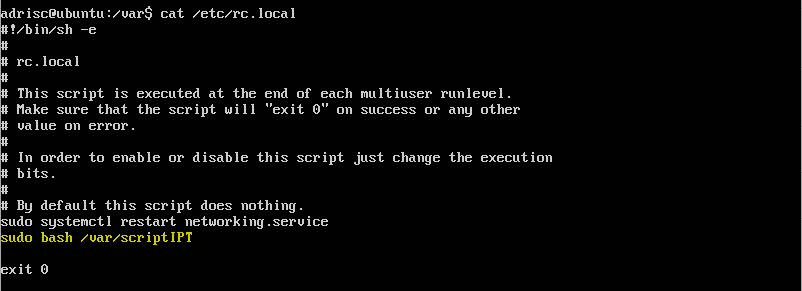 adrisc@ubuntu:/var$ cat /etc/rc.local
#!/bin/sh -e
#
# rc.local
#
# This script is executed at the end of each multiuser runlevel.
# Make sure that the script will "exit 0" on success or any other
# value on error.
#
# In order to enable or disable this script just change the execution
# bits.
#
# By default this script does nothing.
sudo systemctl restart networking.service
sudo bash /var/scriptIPT
exit 0